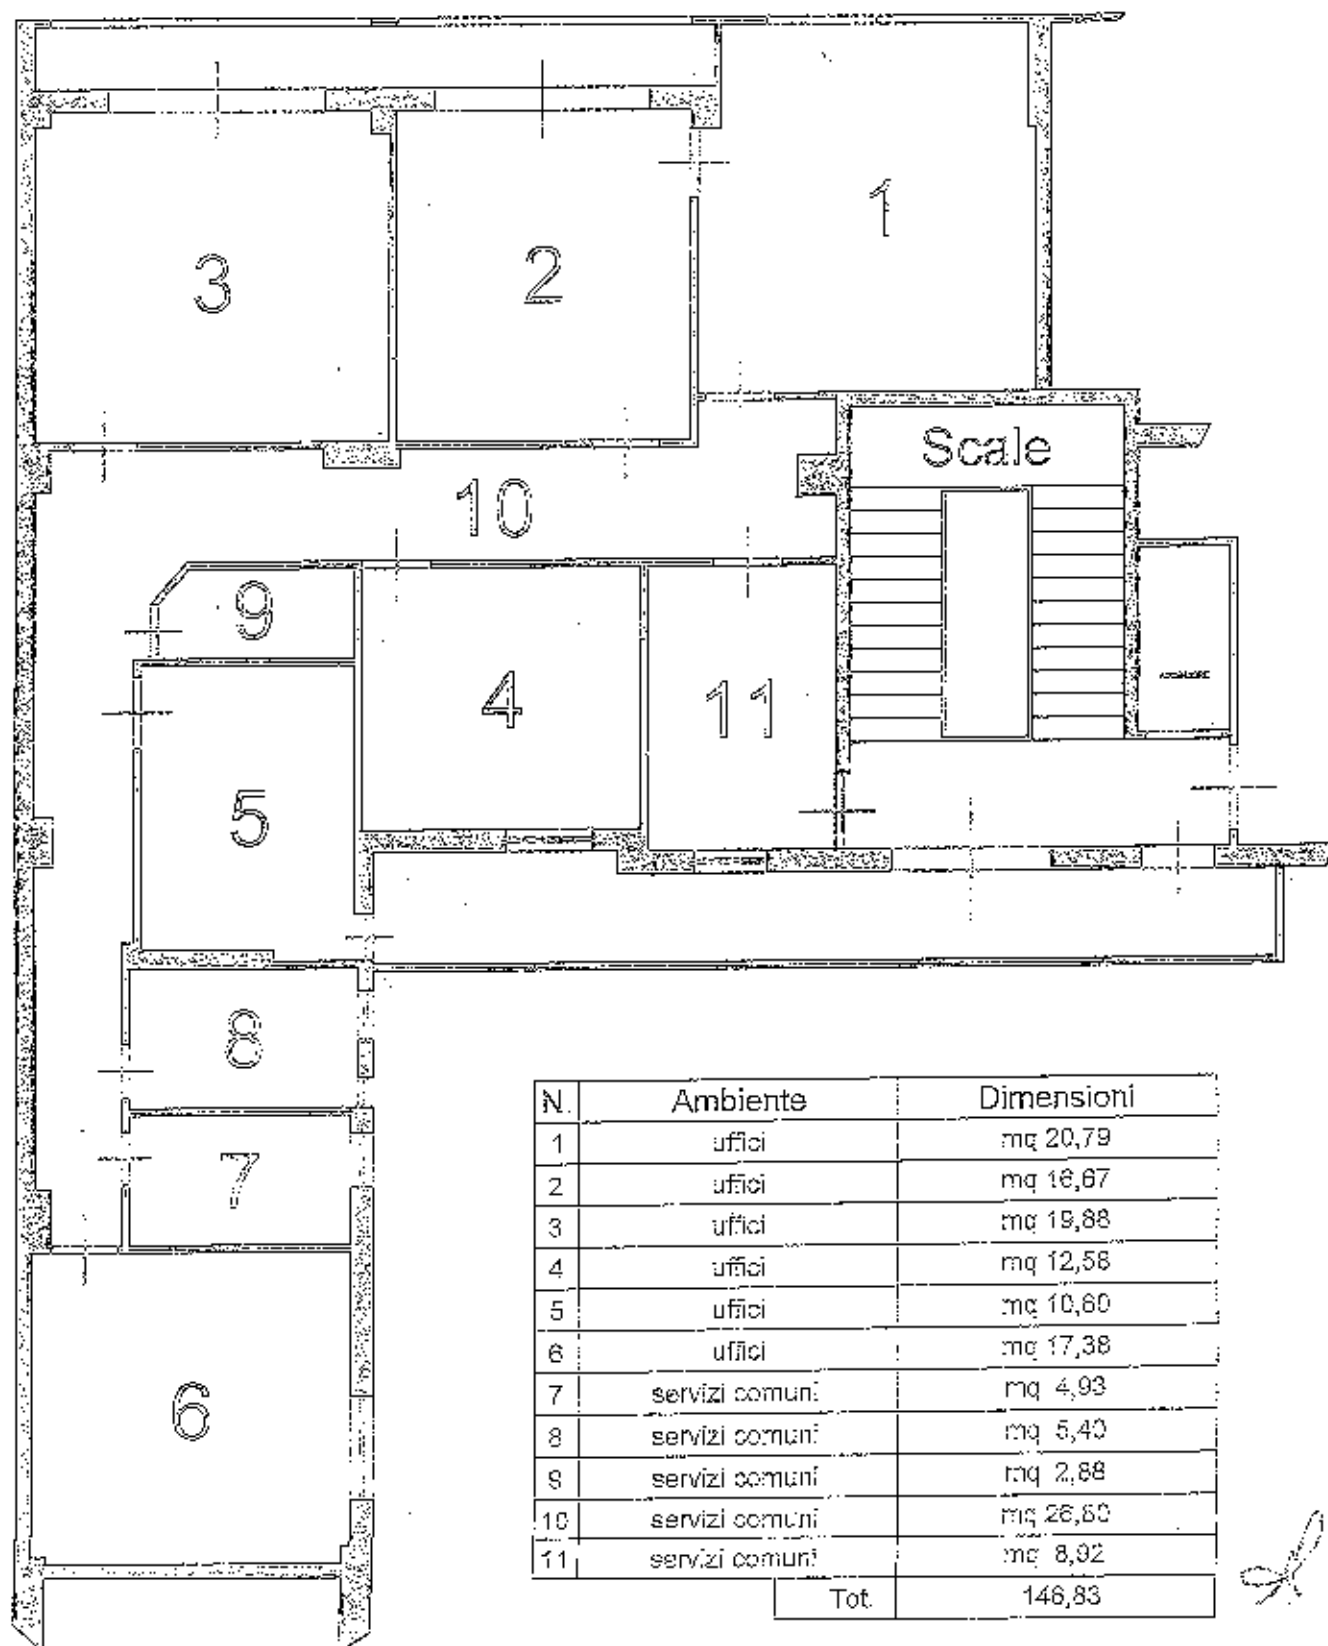 3
2
1
Scale
10
9
4
11
5
8
7
6
N. Ambiente Dimensioni
1 uffici mq 20,79
2 uffici mq 16,67
3 uffici mq 19,88
4 uffici mq 12,58
5 uffici mq 10,60
6 uffici mq 17,38
7 servizi comuni mq 4,93
8 servizi comuni mq 5,40
9 servizi comuni mq 2,88
10 servizi comuni mq 26,80
11 servizi comuni mq 8,92
Tot. 146,83